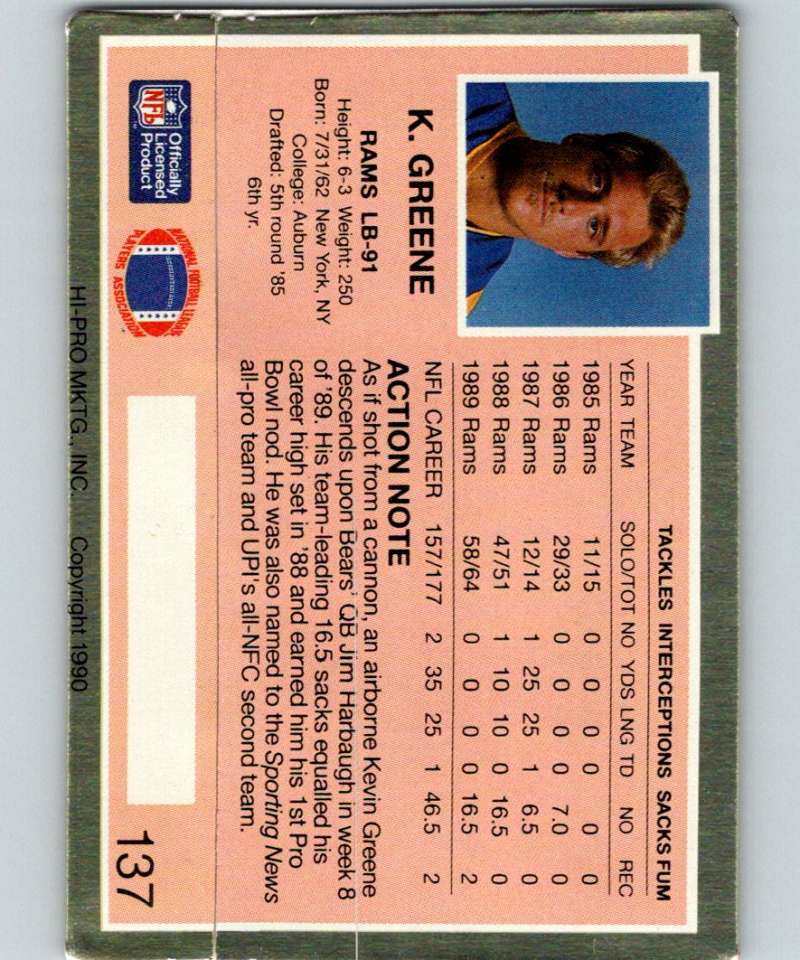 TACKLES INTERCEPTIONS SACKS FUM
YEAR TEAM SOLO/TOT NO YDS LNG TD NO REC
1985 Rams 11/15 0 0 0 0 0 0
1986 Rams 29/33 0 0 0 0 7.0 0
1987 Rams 12/14 1 25 25 1 6.5 0
1988 Rams 47/51 1 10 10 0 16.5 0
1989 Rams 58/64 0 0 0 0 16.5 2
NFL CAREER 157/177 2 35 25 1 46.5 2
K. GREENE
RAMS LB-91
Height: 6-3 Weight: 250
Born: 7/31/62 New York, NY
College: Auburn
Drafted: 5th round '85
6th yr.
ACTION NOTE
As if shot from a cannon, an airborne Kevin Greene
descends upon Bears' QB Jim Harbaugh in week 8
of '89. His team-leading 16.5 sacks equalled his
career high set in '88 and earned him his 1st Pro
Bowl nod. He was also named to the Sporting News
all-pro team and UPI's all-NFC second team.
NFL
Officially
Licensed
Product
NATIONAL FOOTBALL LEAGUE
PLAYERS ASSOCIATION
137
HI-PRO MKTG., INC. Copyright 1990